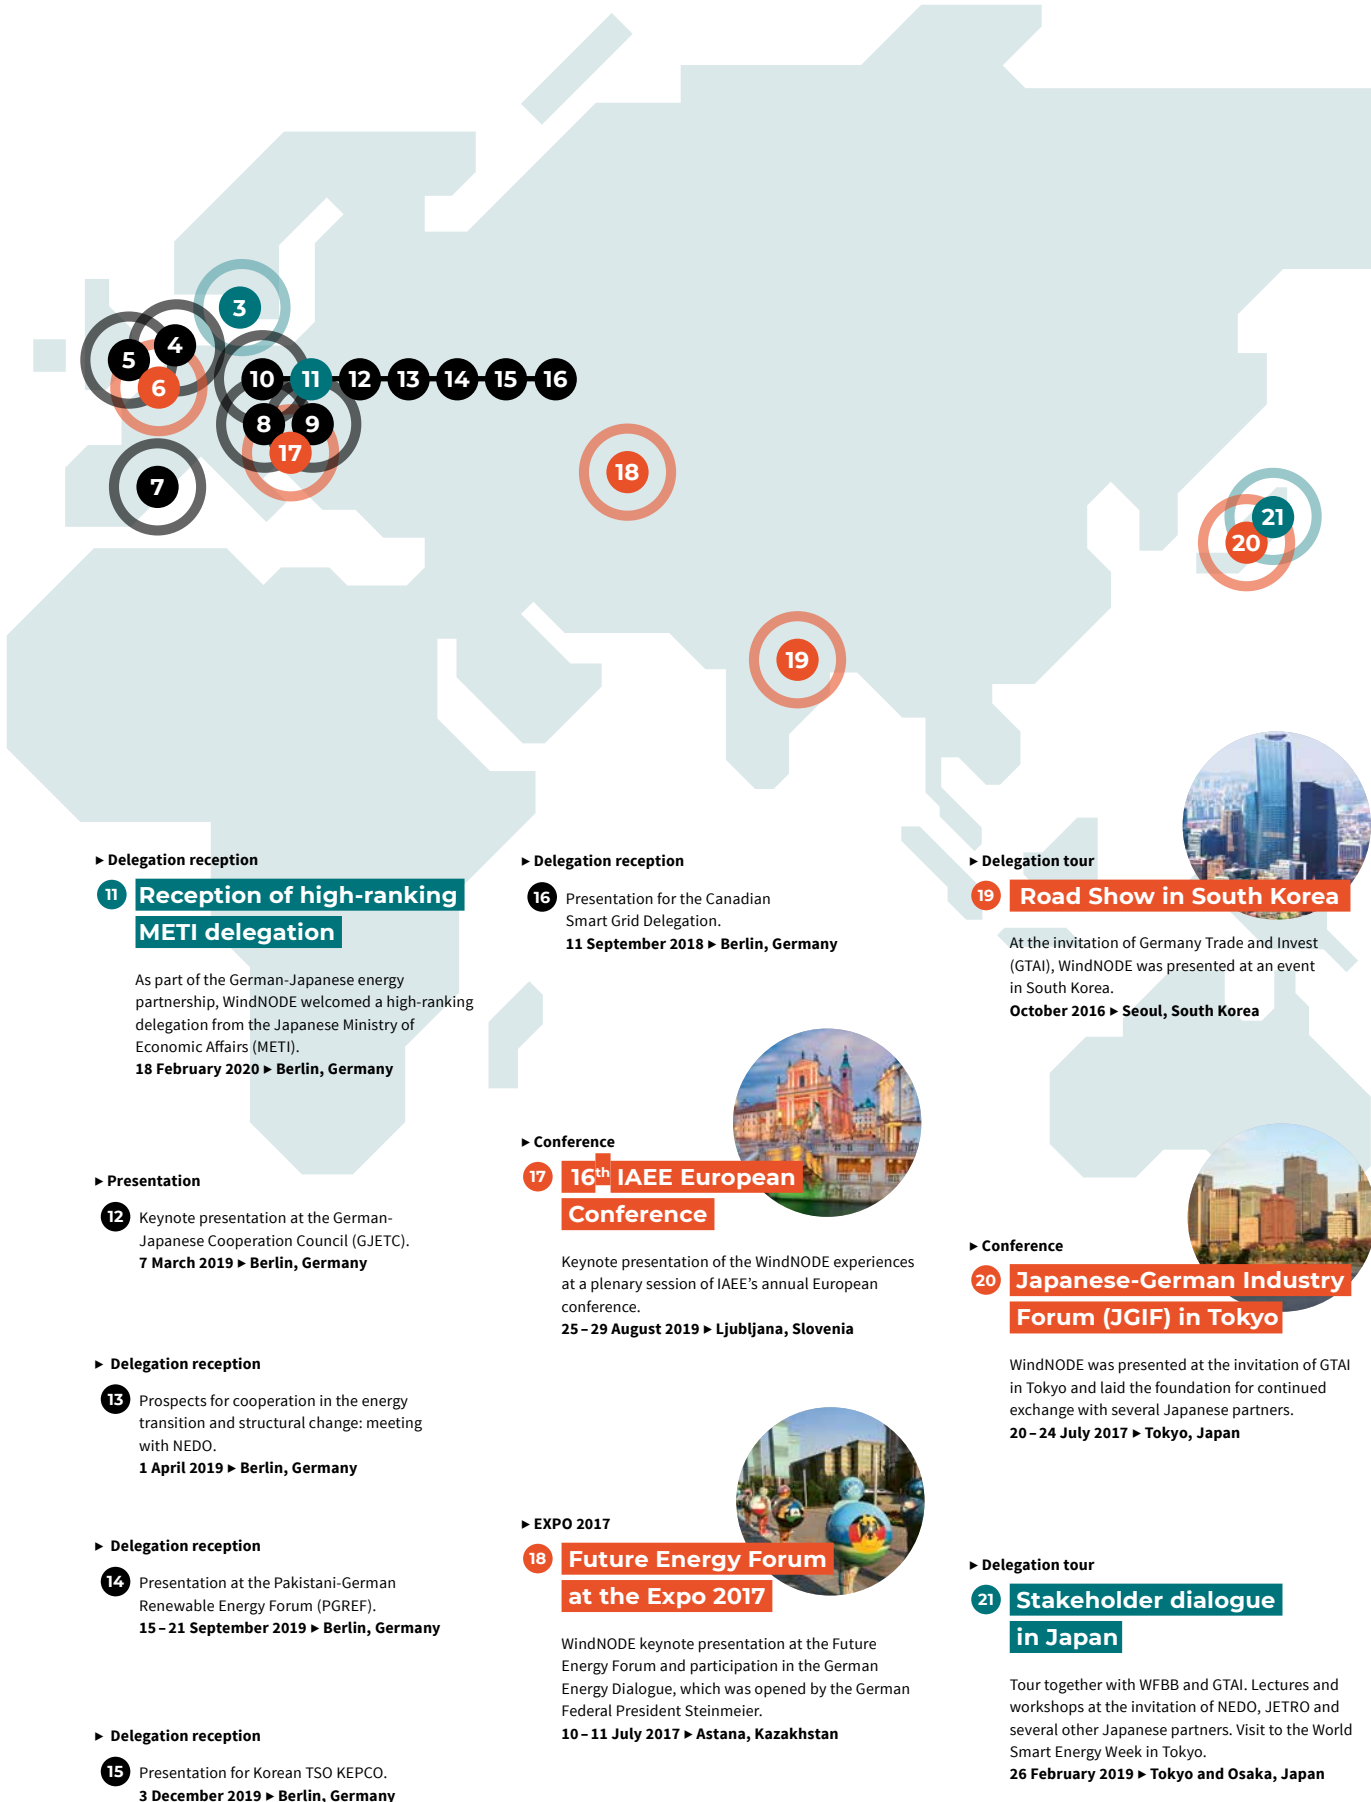 3
4
5
6
10
11
12
13
14
15
16
8
9
17
7
18
21
20
19
▸ Delegation reception
11 Reception of high-ranking
METI delegation
As part of the German-Japanese energy
partnership, WindNODE welcomed a high-ranking
delegation from the Japanese Ministry of
Economic Affairs (METI).
18 February 2020 ▸ Berlin, Germany
▸ Presentation
12 Keynote presentation at the German-
Japanese Cooperation Council (GJETC).
7 March 2019 ▸ Berlin, Germany
▸ Delegation reception
13 Prospects for cooperation in the energy
transition and structural change: meeting
with NEDO.
1 April 2019 ▸ Berlin, Germany
▸ Delegation reception
14 Presentation at the Pakistani-German
Renewable Energy Forum (PGREF).
15 – 21 September 2019 ▸ Berlin, Germany
▸ Delegation reception
15 Presentation for Korean TSO KEPCO.
3 December 2019 ▸ Berlin, Germany
▸ Delegation reception
16 Presentation for the Canadian
Smart Grid Delegation.
11 September 2018 ▸ Berlin, Germany
▸ Conference
17 16th IAEE European
Conference
Keynote presentation of the WindNODE experiences
at a plenary session of IAEE’s annual European
conference.
25 – 29 August 2019 ▸ Ljubljana, Slovenia
▸ EXPO 2017
18 Future Energy Forum
at the Expo 2017
WindNODE keynote presentation at the Future
Energy Forum and participation in the German
Energy Dialogue, which was opened by the German
Federal President Steinmeier.
10 – 11 July 2017 ▸ Astana, Kazakhstan
▸ Delegation tour
19 Road Show in South Korea
At the invitation of Germany Trade and Invest
(GTAI), WindNODE was presented at an event
in South Korea.
October 2016 ▸ Seoul, South Korea
▸ Conference
20 Japanese-German Industry
Forum (JGIF) in Tokyo
WindNODE was presented at the invitation of GTAI
in Tokyo and laid the foundation for continued
exchange with several Japanese partners.
20 – 24 July 2017 ▸ Tokyo, Japan
▸ Delegation tour
21 Stakeholder dialogue
in Japan
Tour together with WFBB and GTAI. Lectures and
workshops at the invitation of NEDO, JETRO and
several other Japanese partners. Visit to the World
Smart Energy Week in Tokyo.
26 February 2019 ▸ Tokyo and Osaka, Japan